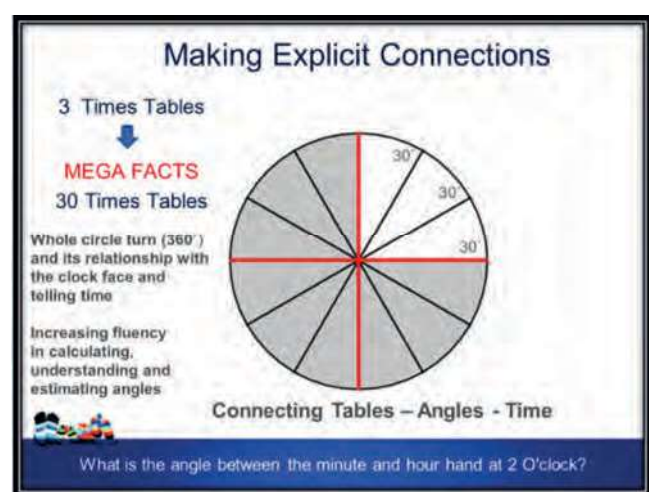 Making Explicit Connections
3 Times Tables
MEGA FACTS
30 Times Tables
Whole circle turn (360°)
and its relationship with
the clock face and
telling time
Increasing fluency
in calculating,
understanding and
estimating angles
30°
30°
30°
Connecting Tables – Angles - Time
What is the angle between the minute and hour hand at 2 O'clock?